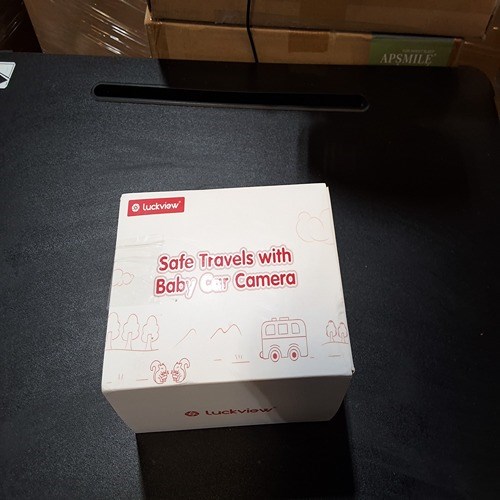 APSMILE
luckview
Safe Travels with
Baby Car Camera
luckview